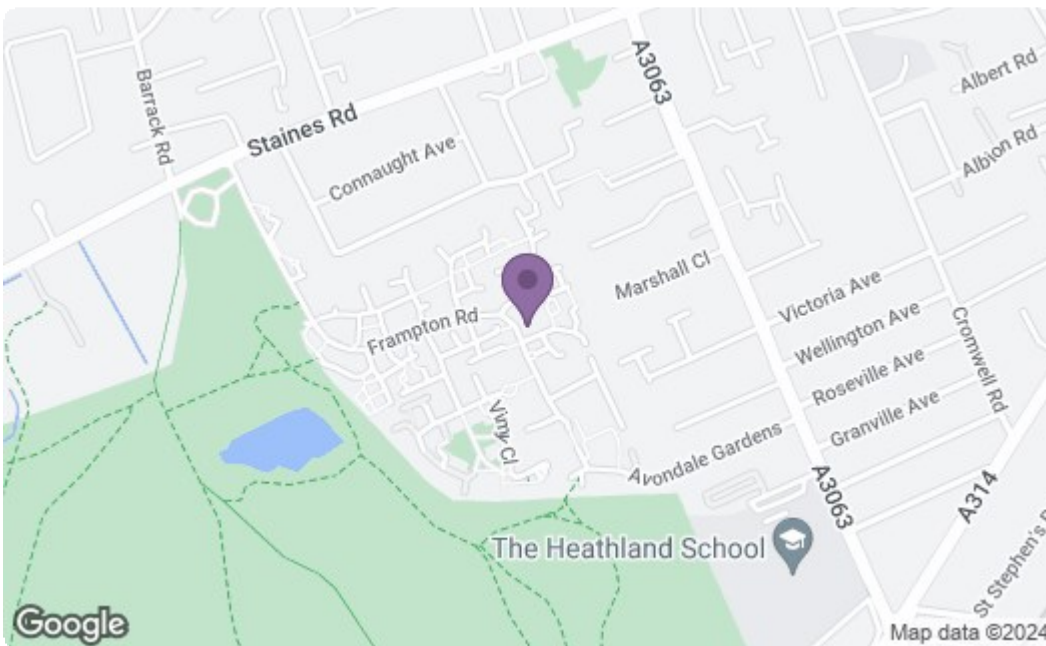 Barrack Rd
Staines Rd
A3063
Albert Rd
Connaught Ave
Albion Rd
Marshall Cl
Victoria Ave
Frampton Rd
Wellington Ave
Cromwell Rd
Roseville Ave
Vimy Cl
Granville Ave
Avondale Gardens
A3063
A314
The Heathland School
St Stephen's
Google
Map data ©2024